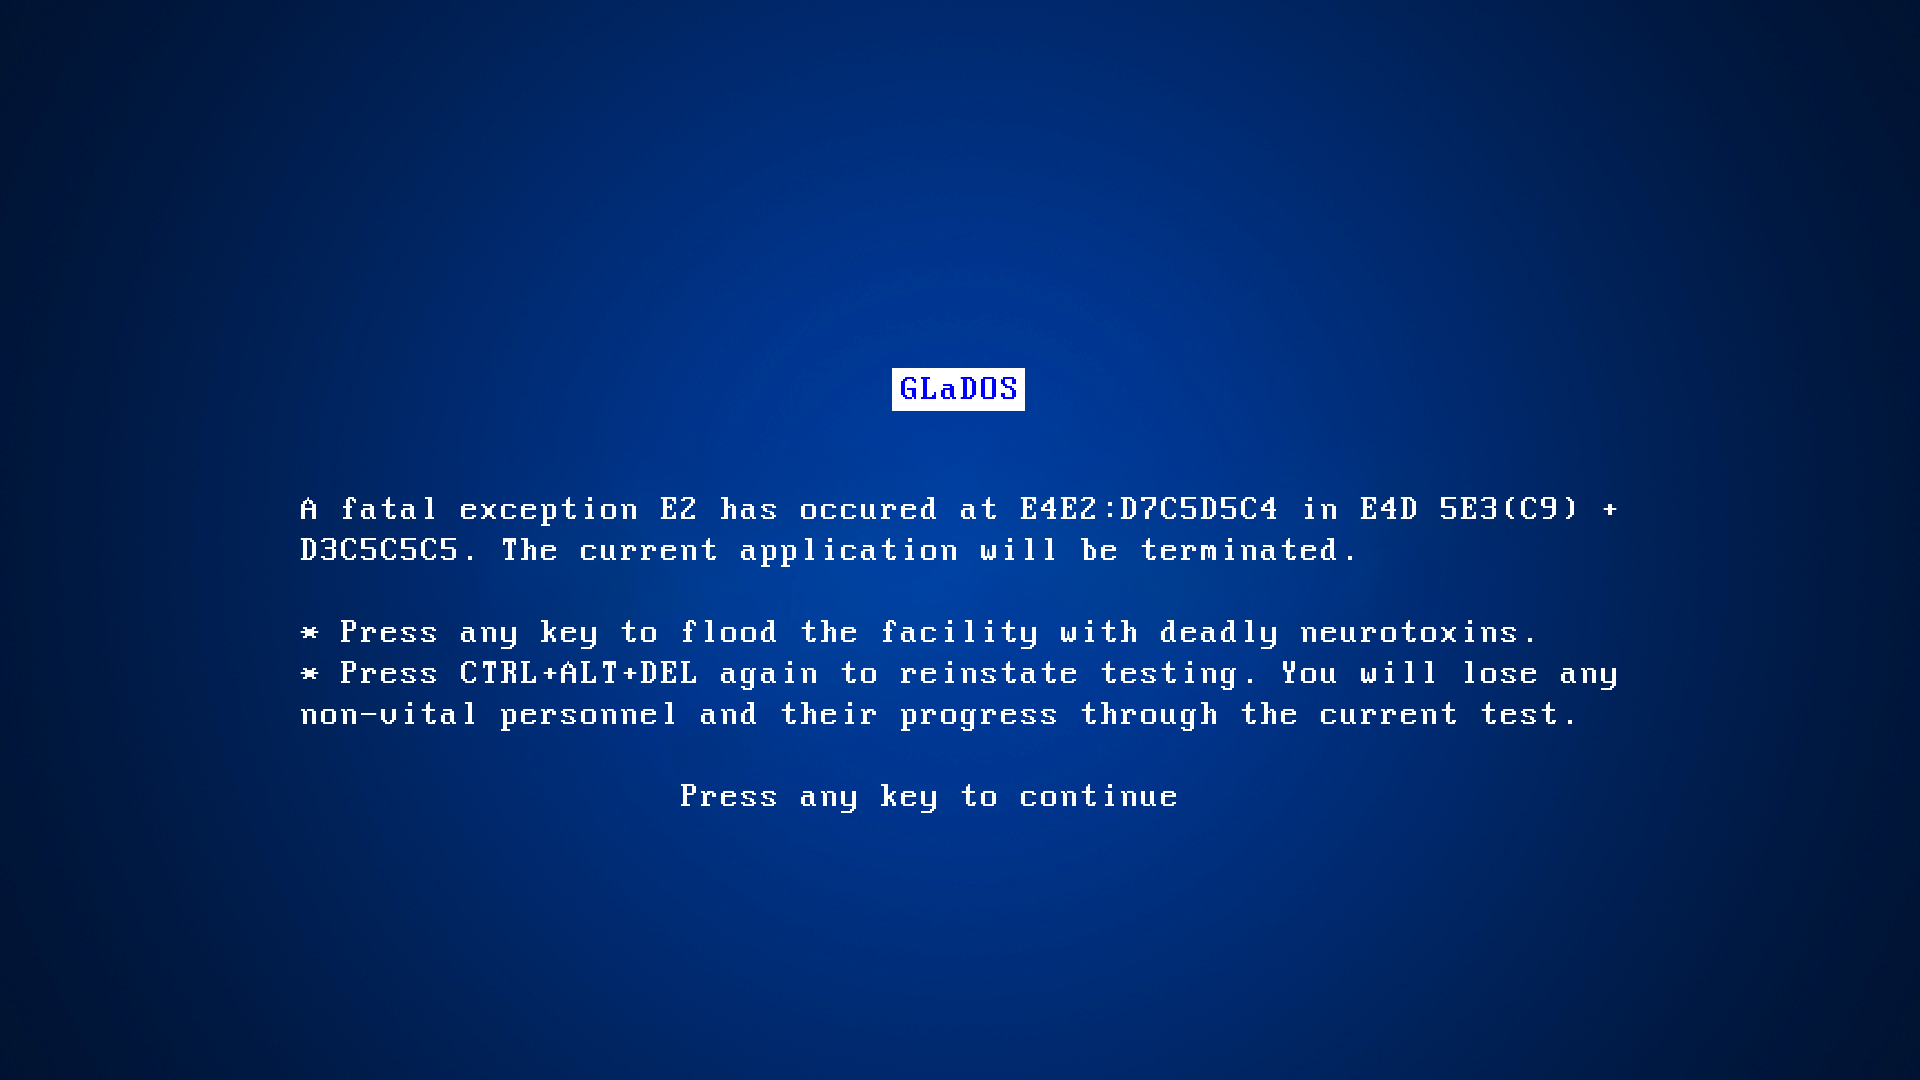 GLaDOS
A fatal exception E2 has occured at E4E2:D7C5D5C4 in E4D 5E3(C9) +
D3C5C5C5. The current application will be terminated.
* Press any key to flood the facility with deadly neurotoxins.
* Press CTRL+ALT+DEL again to reinstate testing. You will lose any
non-vital personnel and their progress through the current test.
Press any key to continue